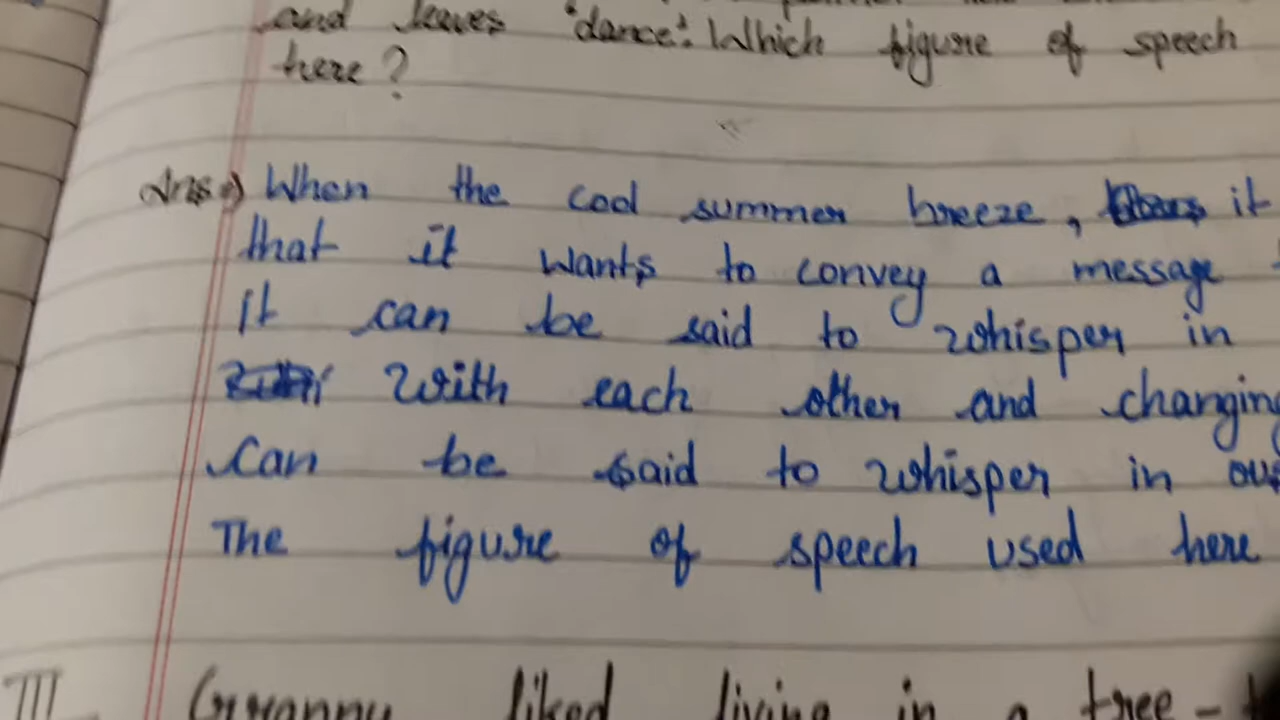 and leaves 'dance'. Which figure of speech
here?
Ans) When the cool summer breeze, it
that it wants to convey a message
it can be said to whisper in
with each other and changing
can be said to whisper in our
The figure of speech used here
III Granny liked living in a tree-